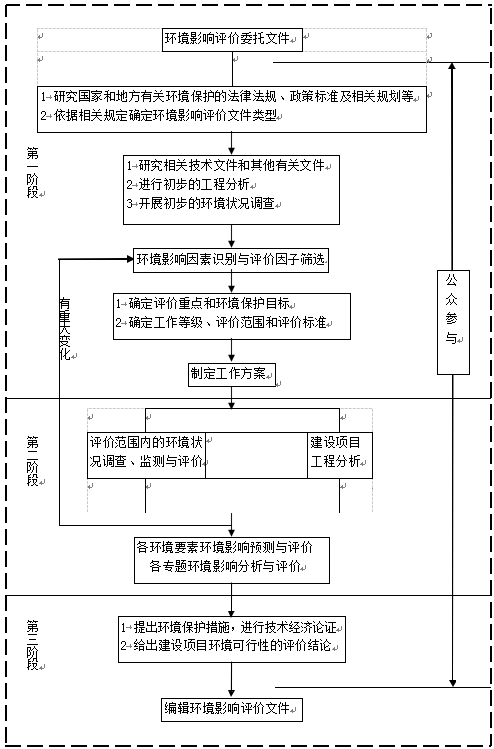 环境影响评价委托文件
1→研究国家和地方有关环境保护的法律法规、政策标准及相关规划等
2→依据相关规定确定环境影响评价文件类型
第一阶段
1→研究相关技术文件和其他有关文件
2→进行初步的工程分析
3→开展初步的环境状况调查
环境影响因素识别与评价因子筛选
公众参与
有重大变化
1→确定评价重点和环境保护目标
2→确定工作等级、评价范围和评价标准
制定工作方案
第二阶段
评价范围内的环境状
况调查、监测与评价
建设项目
工程分析
各环境要素环境影响预测与评价
各专题环境影响分析与评价
第三阶段
1→提出环境保护措施,进行技术经济论证
2→给出建设项目环境可行性的评价结论
编辑环境影响评价文件